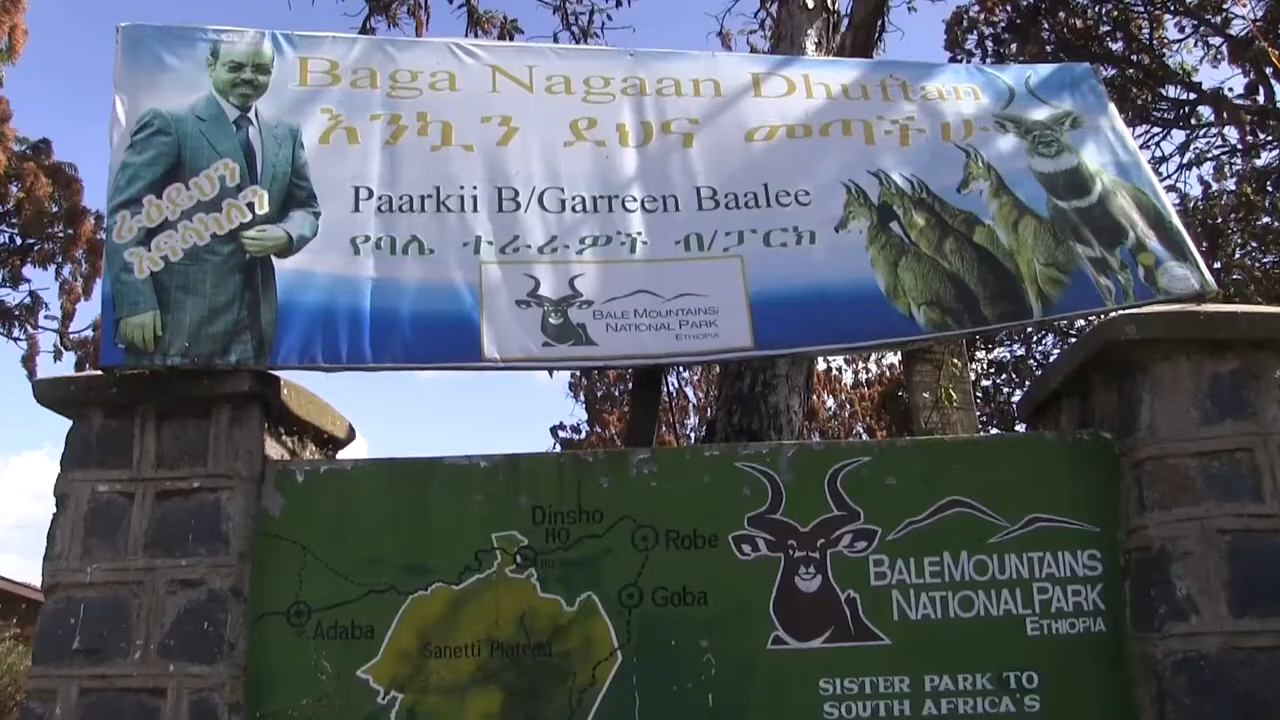 Baga Nagaan Dhuftan
እንኳን ደህና መጣችሁ
ራዕይህን
እናሳካለን
Paarkii B/Garreen Baalee
የባሌ ተራራዎች ብ/ፓርክ
BALE MOUNTAINS
NATIONAL PARK
ETHIOPIA
Dinsho
HQ
Robe
Goba
Adaba
Sanetti Plateau
BALE MOUNTAINS
NATIONAL PARK
ETHIOPIA
SISTER PARK TO
SOUTH AFRICA'S